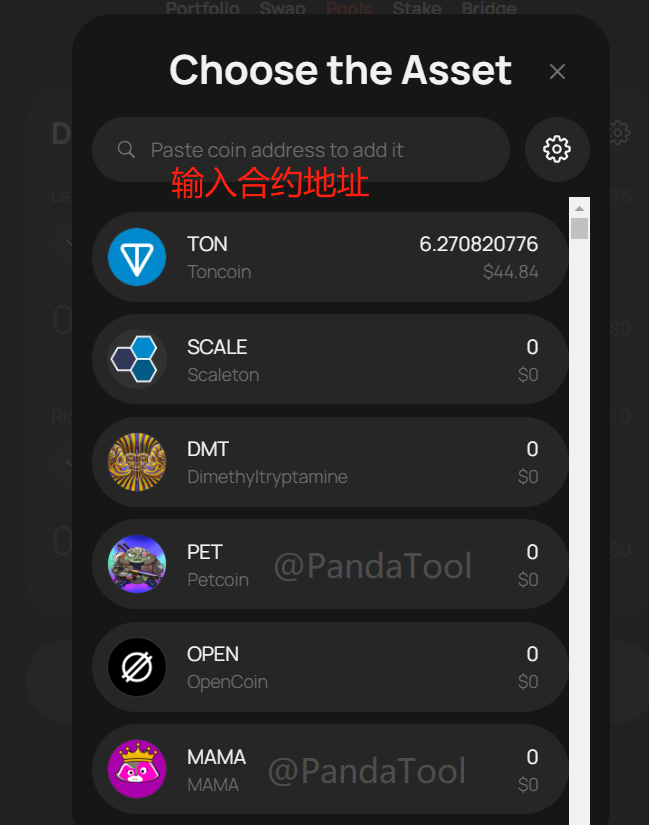 Portfolio Swap Pools Stake Bridge
Choose the Asset
Paste coin address to add it
输入合约地址
TON 6.270820776
Toncoin $44.84
SCALE 0
Scaleton $0
DMT 0
Dimethyltryptamine $0
PET 0
Petcoin $0
@PandaTool
OPEN 0
OpenCoin $0
MAMA 0
MAMA $0
@PandaTool